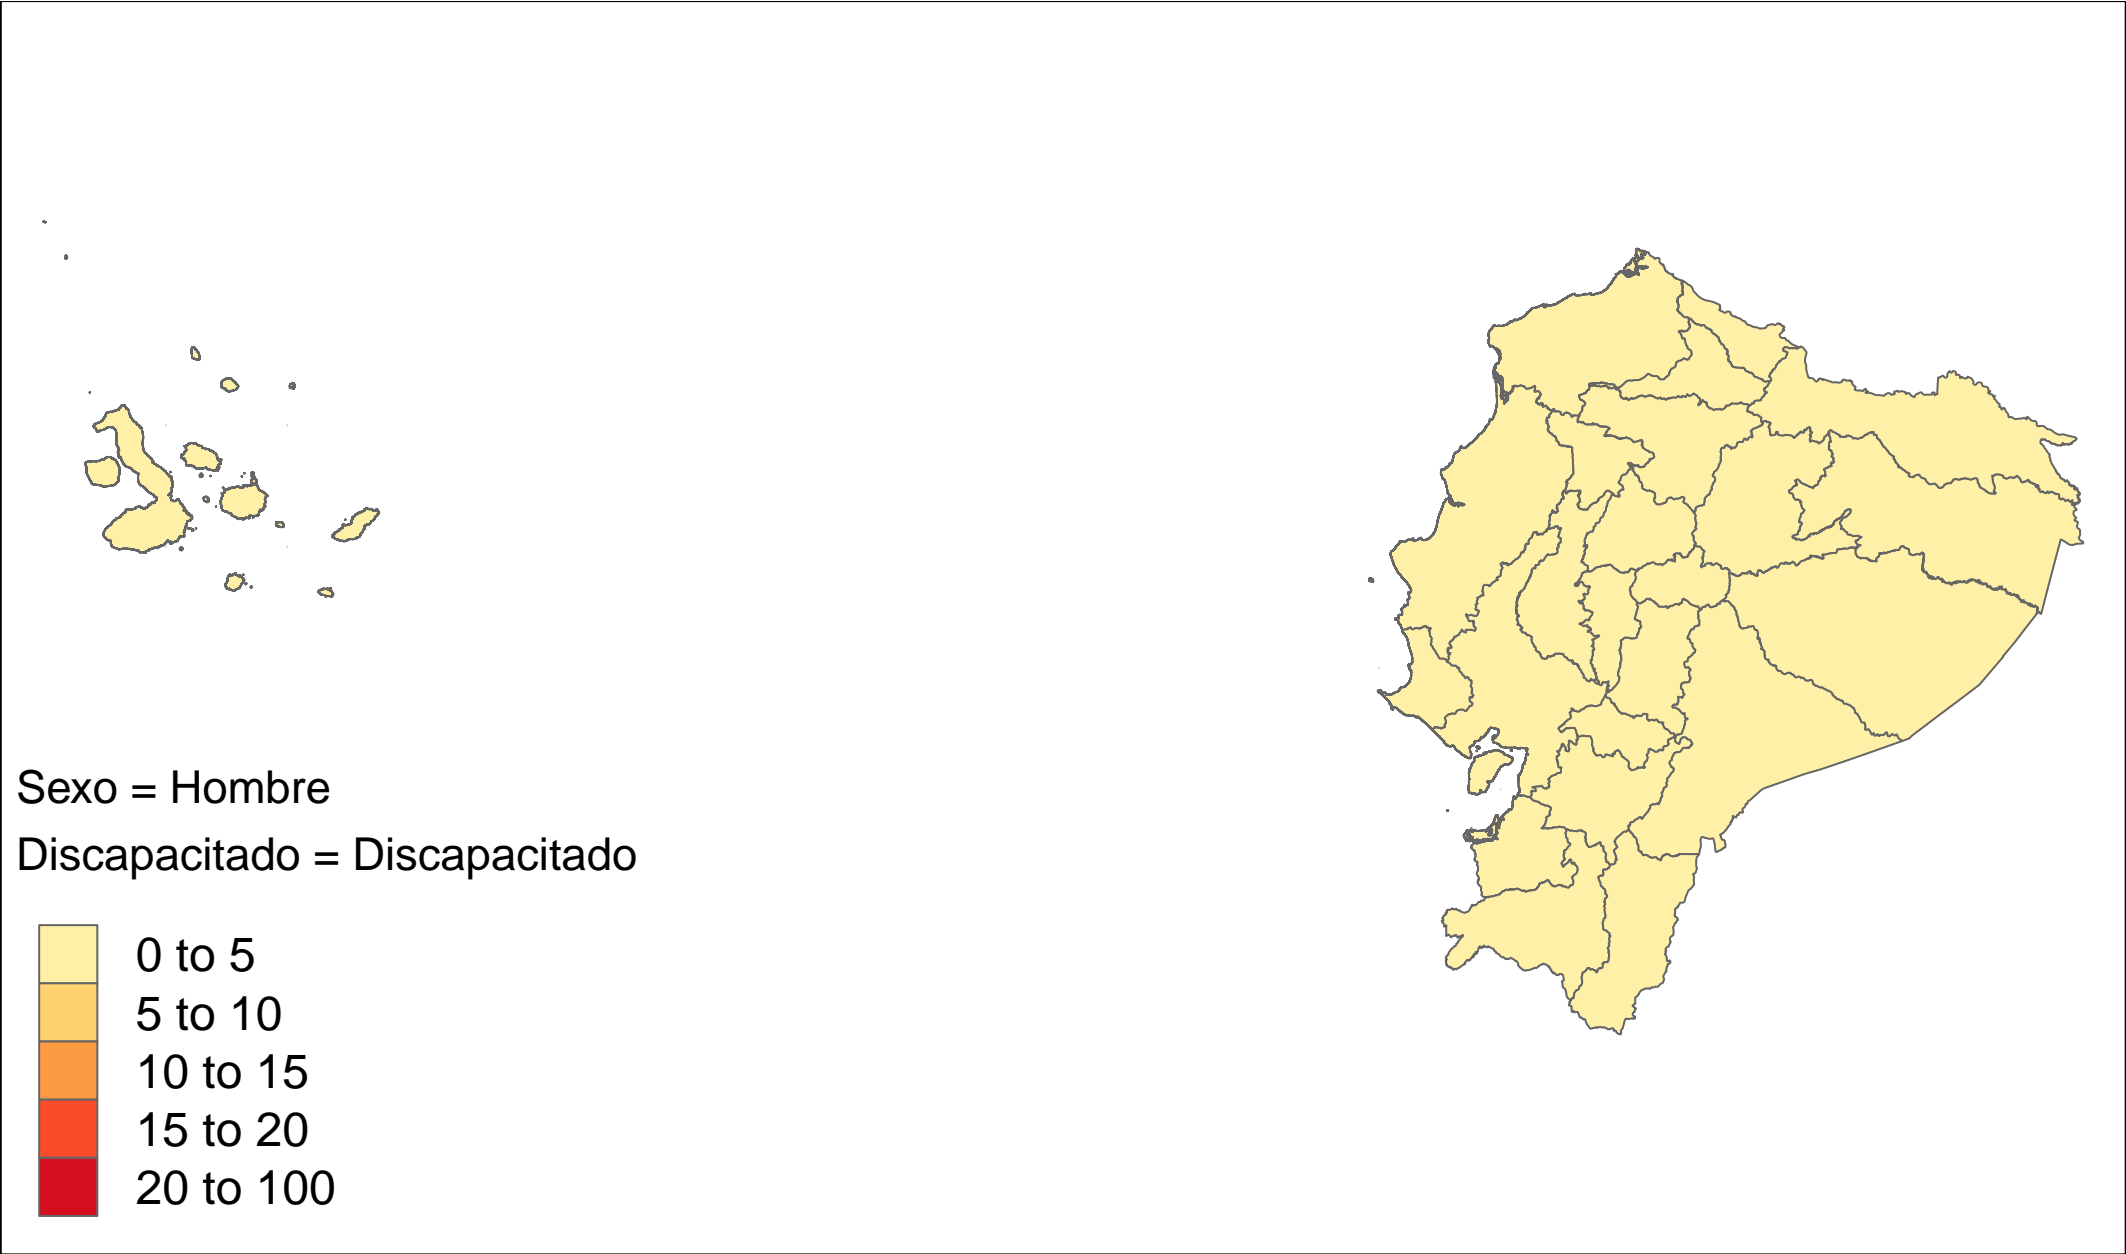 Sexo = Hombre
Discapacitado = Discapacitado
0 to 5
5 to 10
10 to 15
15 to 20
20 to 100